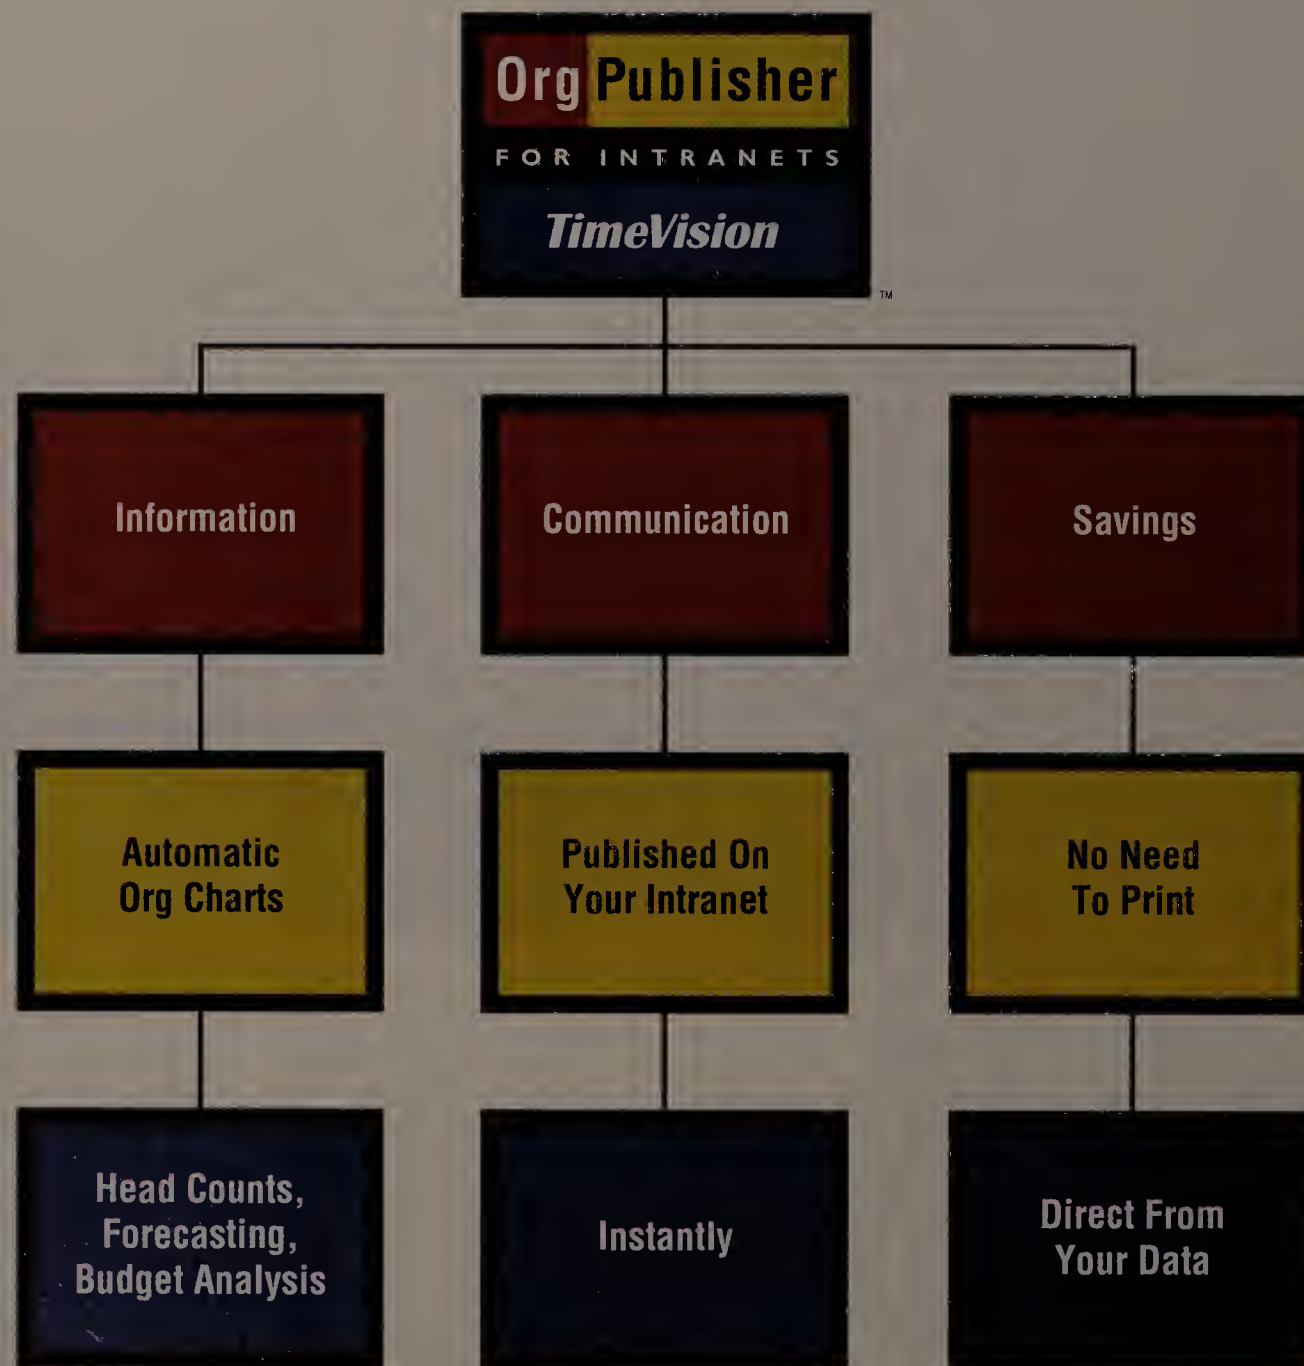 Org Publisher
FOR INTRANETS
TimeVision
TM
Information
Communication
Savings
Automatic
Org Charts
Published On
Your Intranet
No Need
To Print
Head Counts,
Forecasting,
Budget Analysis
Instantly
Direct From
Your Data